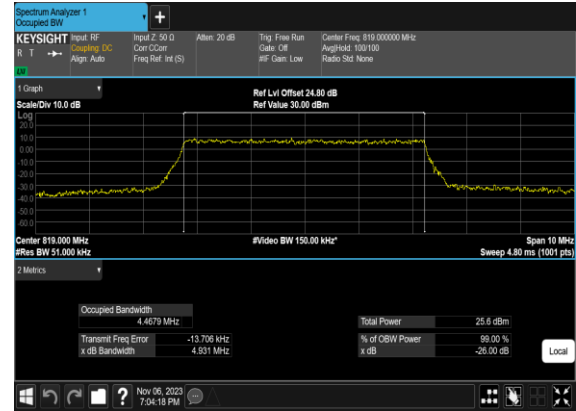 Spectrum Analyzer 1
Occupied BW
+
KEYSIGHT Input: RF Input Z: 50 Ω Atten: 20 dB Trig: Free Run Center Freq: 819.000000 MHz
R T Coupling: DC Corr CCorr Gate: Off Avg|Hold: 100/100
Align: Auto Freq Ref: Int (S) #IF Gain: Low Radio Std: None
LU
1 Graph
Ref Lvl Offset 24.80 dB
Scale/Div 10.0 dB Ref Value 30.00 dBm
Log
20.0
10.0
0.00
-10.0
-20.0
-30.0
-40.0
-50.0
-60.0
Center 819.000 MHz #Video BW 150.00 kHz* Span 10 MHz
#Res BW 51.000 kHz Sweep 4.80 ms (1001 pts)
2 Metrics
Occupied Bandwidth
4.4679 MHz Total Power 25.6 dBm
Transmit Freq Error -13.706 kHz % of OBW Power 99.00 %
x dB Bandwidth 4.931 MHz x dB -26.00 dB
Local
? Nov 06, 2023
7:04:18 PM